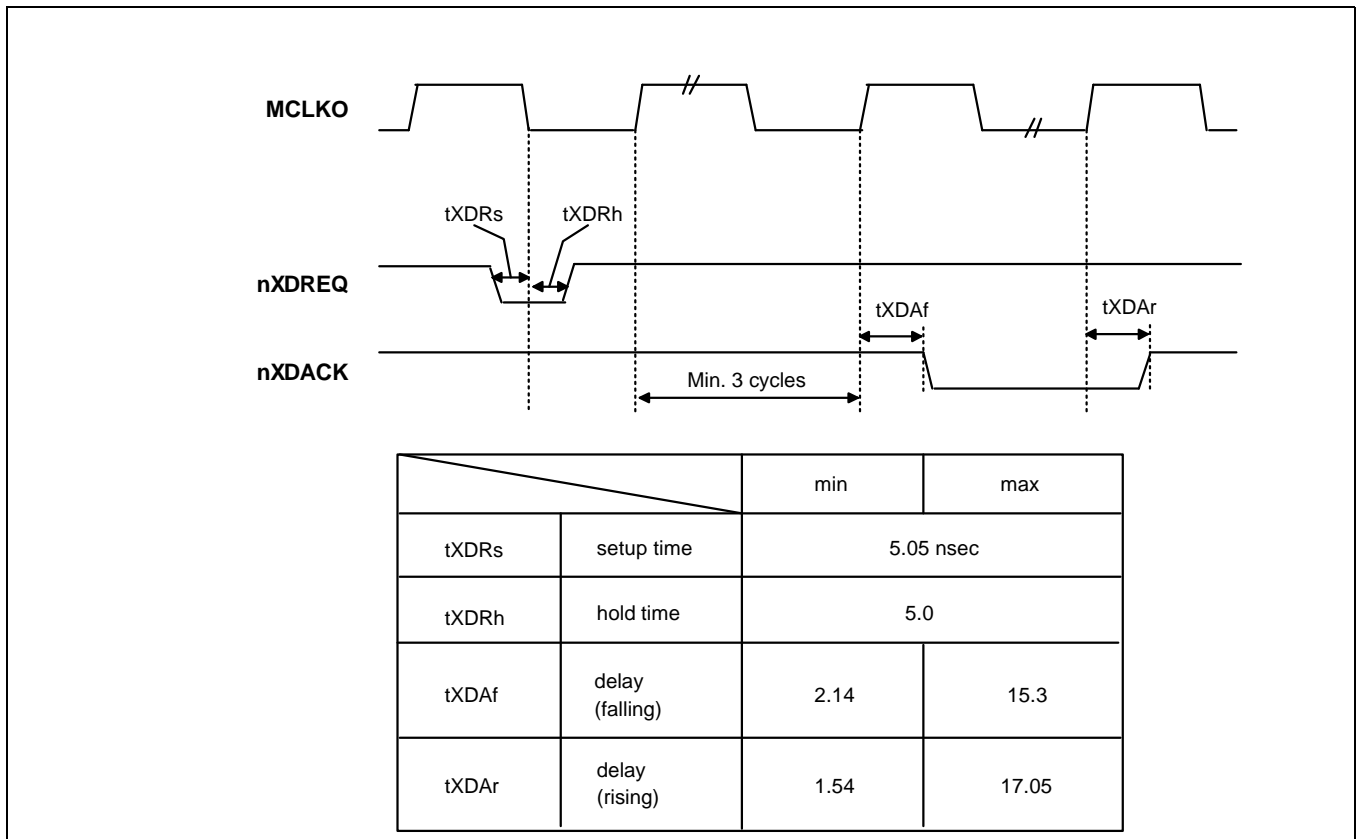 MCLKO
tXDRs tXDRh
nXDREQ
tXDAf tXDAr
nXDACK
Min. 3 cycles
min max
tXDRs setup time 5.05 nsec
tXDRh hold time 5.0
tXDAf delay (falling) 2.14 15.3
tXDAr delay (rising) 1.54 17.05